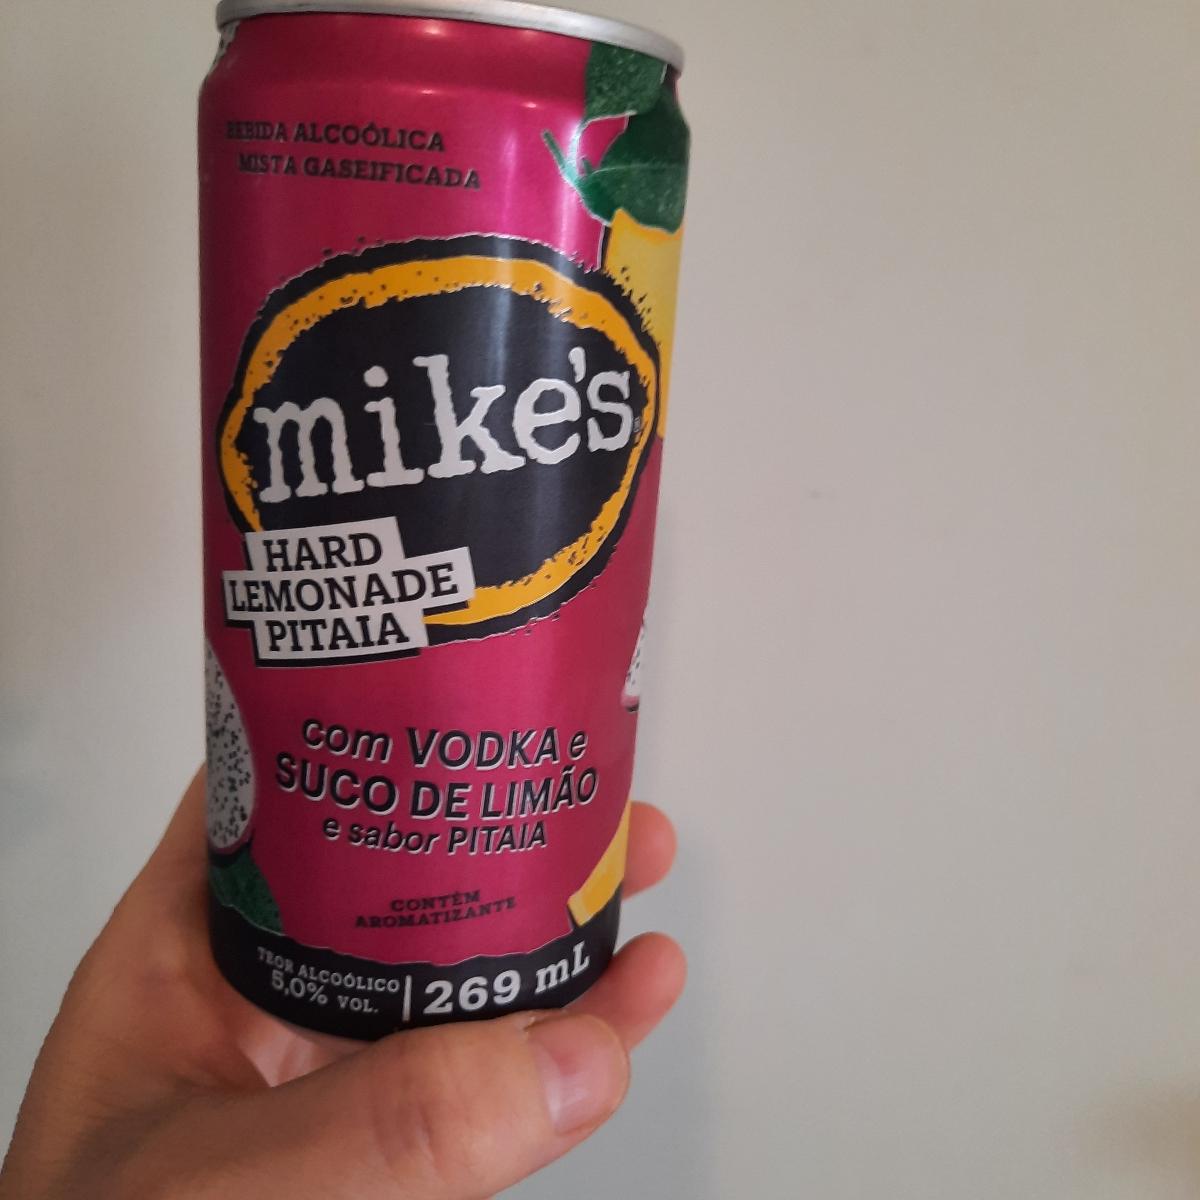 BEBIDA ALCOÓLICA
MISTA GASEIFICADA
mike's®
HARD
LEMONADE
PITAIA
com VODKA e
SUCO DE LIMÃO
e sabor PITAIA
CONTÉM
AROMATIZANTE
TEOR ALCOÓLICO
5,0% VOL.
269 mL